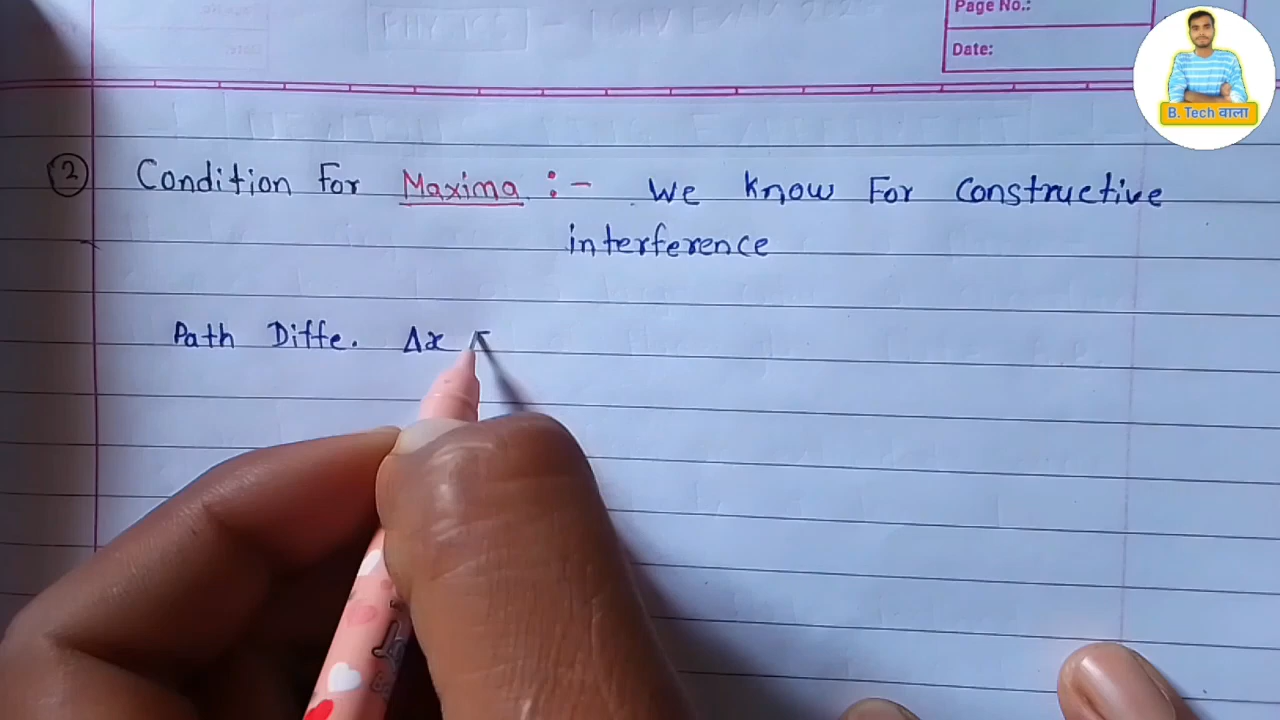 Page No.:
Date:
B. Tech वाला
② Condition For Maxima :- We know For Constructive
interference
Path Diffe. Δx